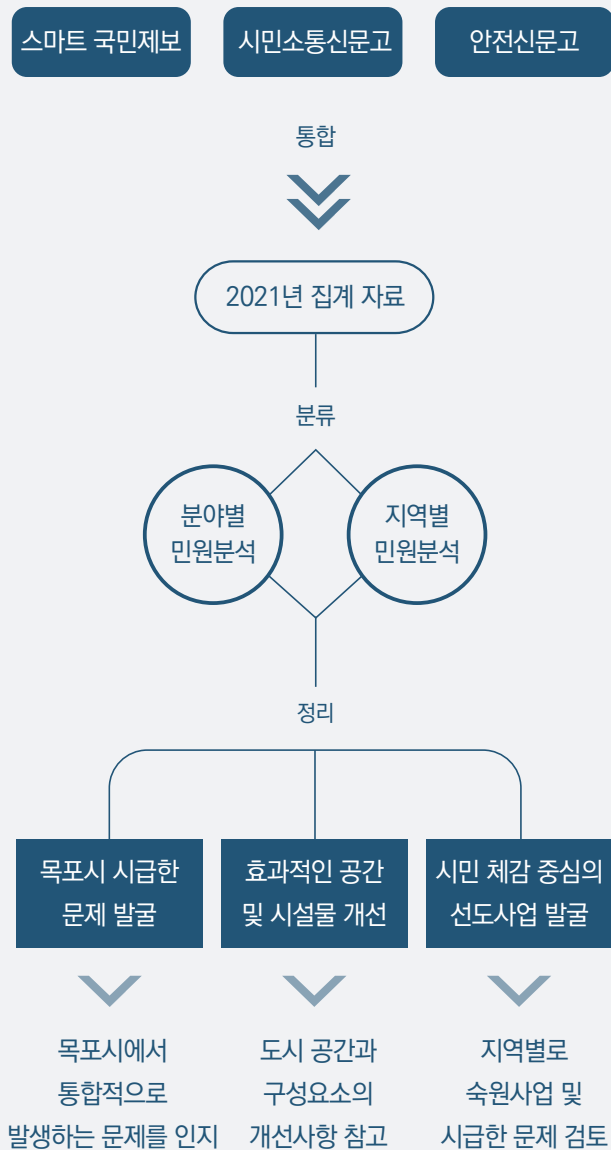 스마트 국민제보
시민소통신문고
안전신문고
통합
2021년 집계 자료
분류
분야별
민원분석
지역별
민원분석
정리
목포시 시급한
문제 발굴
효과적인 공간
및 시설물 개선
시민 체감 중심의
선도사업 발굴
목포시에서
통합적으로
발생하는 문제를 인지
도시 공간과
구성요소의
개선사항 참고
지역별로
숙원사업 및
시급한 문제 검토